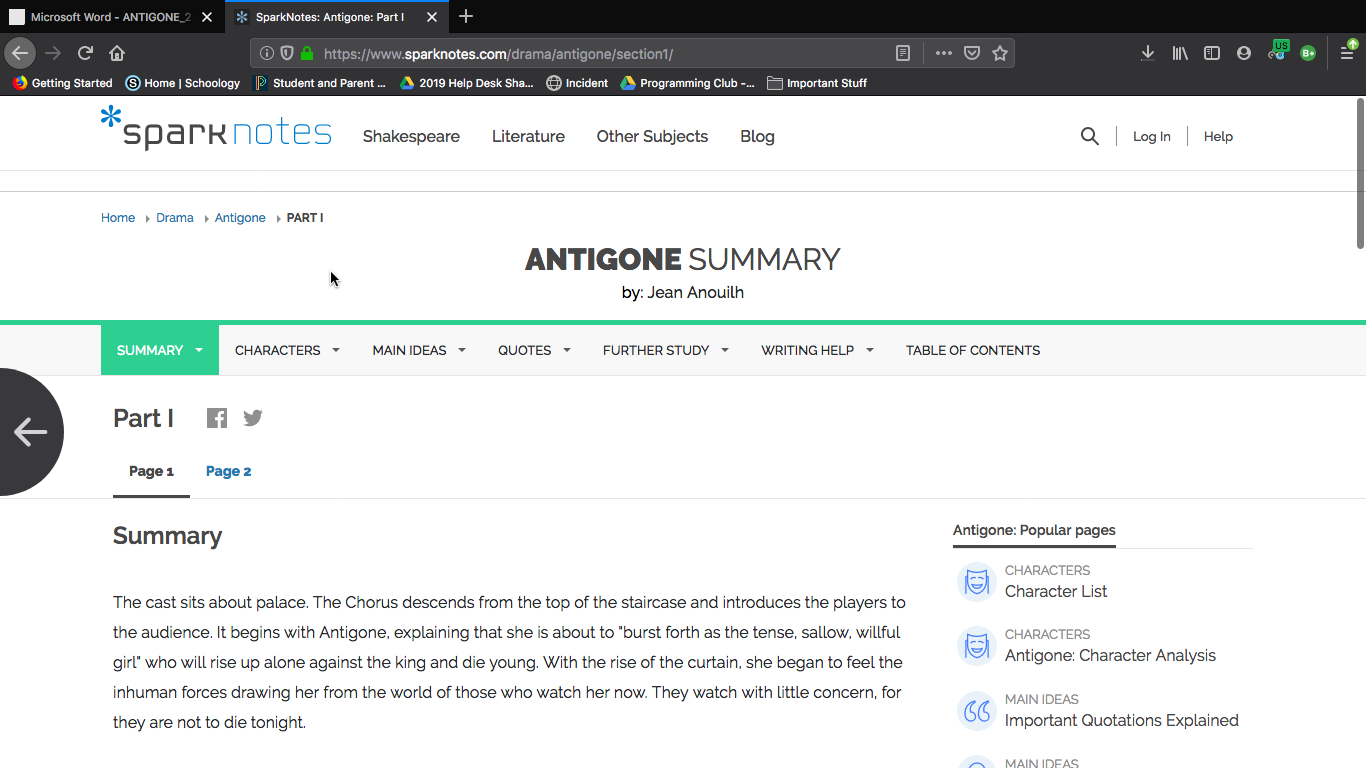 Microsoft Word - ANTIGONE_2
SparkNotes: Antigone: Part I
https://www.sparknotes.com/drama/antigone/section1/
US
B+
Getting Started
Home | Schoology
Student and Parent ...
2019 Help Desk Sha...
Incident
Programming Club -...
Important Stuff
sparknotes
Shakespeare
Literature
Other Subjects
Blog
Log In
Help
Home
Drama
Antigone
PART I
ANTIGONE SUMMARY
by: Jean Anouilh
SUMMARY
CHARACTERS
MAIN IDEAS
QUOTES
FURTHER STUDY
WRITING HELP
TABLE OF CONTENTS
Part I
Page 1
Page 2
Summary
The cast sits about palace. The Chorus descends from the top of the staircase and introduces the players to
the audience. It begins with Antigone, explaining that she is about to "burst forth as the tense, sallow, willful
girl" who will rise up alone against the king and die young. With the rise of the curtain, she began to feel the
inhuman forces drawing her from the world of those who watch her now. They watch with little concern, for
they are not to die tonight.
Antigone: Popular pages
CHARACTERS
Character List
CHARACTERS
Antigone: Character Analysis
MAIN IDEAS
Important Quotations Explained
MAIN IDEAS